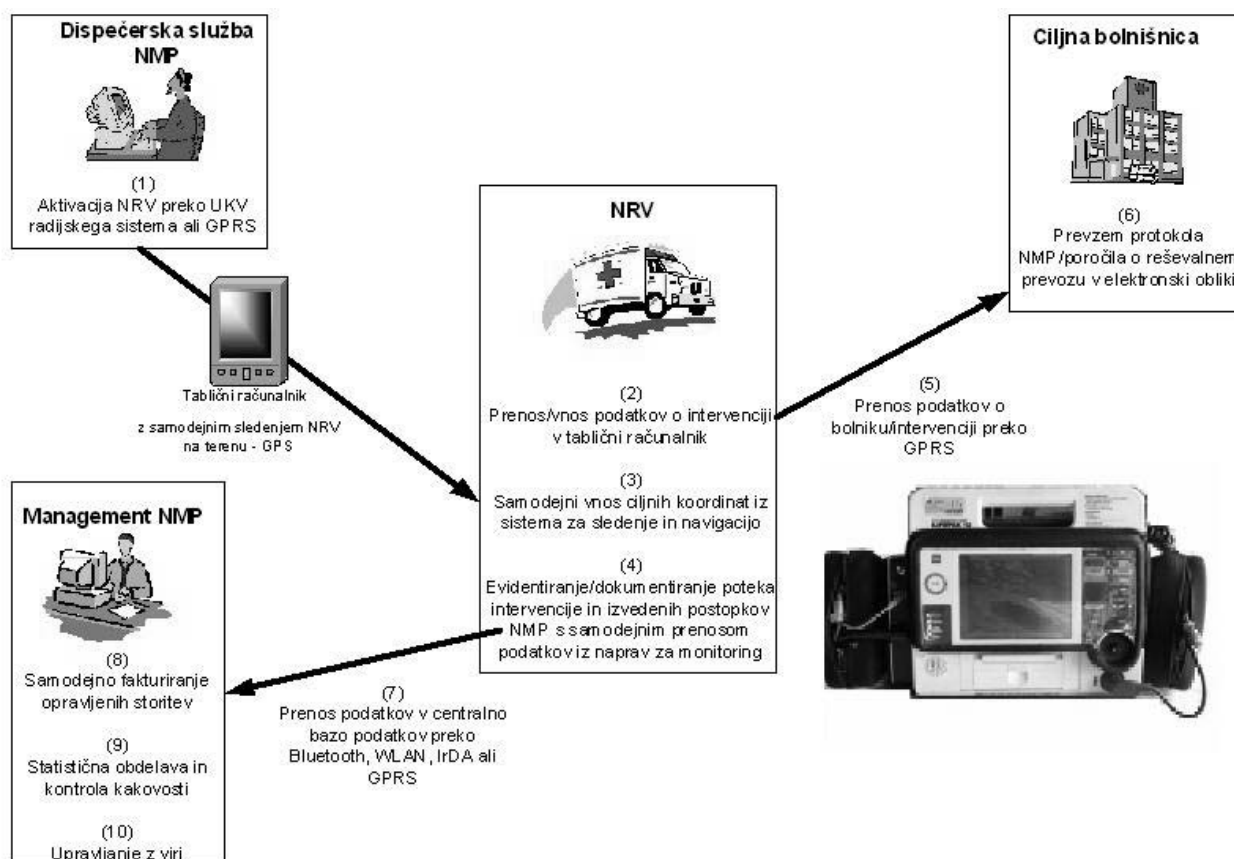 Dispečerska služba
NMP
(1)
Aktivacija NRV preko UKV
radijskega sistema ali GPRS
Tablični računalnik
z samodejnim sledenjem NRV
na terenu - GPS
NRV
(2)
Prenos/vnos podatkov o intervenciji
v tablični računalnik
(3)
Samodejni vnos ciljnih koordinat iz
sistema za sledenje in navigacijo
(4)
Evidentiranje/dokumentiranje poteka
intervencije in izvedenih postopkov
NMP s samodejnim prenosom
podatkov iz naprav za monitoring
(5)
Prenos podatkov o
bolniku/intervenciji preko
GPRS
Ciljna bolnišnica
(6)
Prevzem protokola
NMP/poročila o reševalnem
prevozu v elektronski obliki
(7)
Prenos podatkov v centralno
bazo podatkov preko
Bluetooth, WLAN, IrDA ali
GPRS
Management NMP
(8)
Samodejno fakturiranje
opravljenih storitev
(9)
Statistična obdelava in
kontrola kakovosti
(10)
Upravljanje z viri